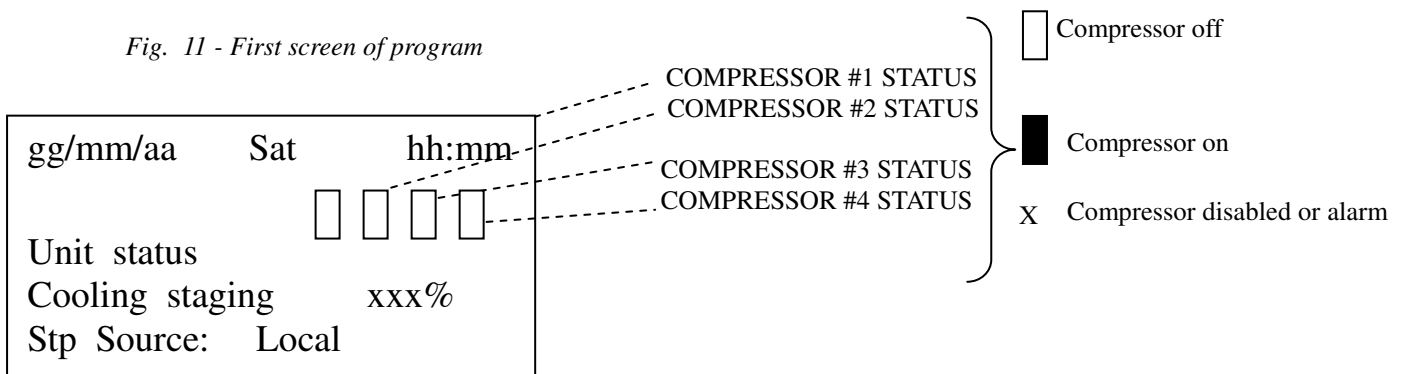 Fig. 11 - First screen of program
gg/mm/aa Sat hh:mm
Unit status
Cooling staging xxx%
Stp Source: Local
COMPRESSOR #1 STATUS
COMPRESSOR #2 STATUS
COMPRESSOR #3 STATUS
COMPRESSOR #4 STATUS
Compressor off
Compressor on
X Compressor disabled or alarm